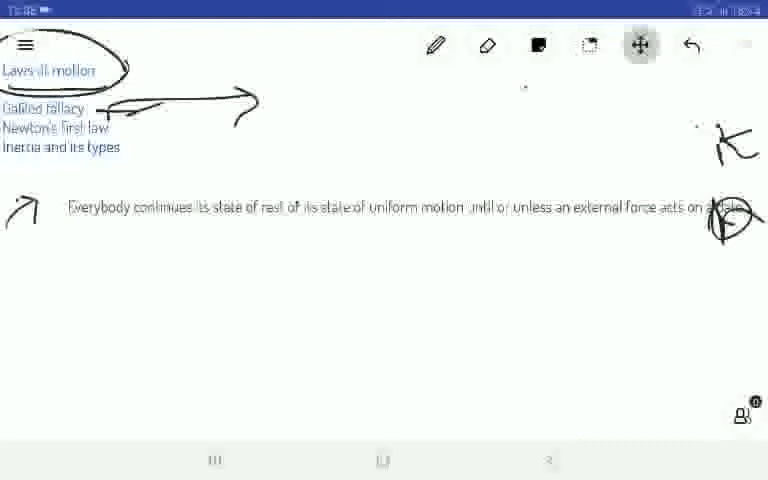 Laws of motion
Galileo fallacy
Newton's first law
Inertia and its types
K
Everybody continues its state of rest or its state of uniform motion until or unless an external force acts on